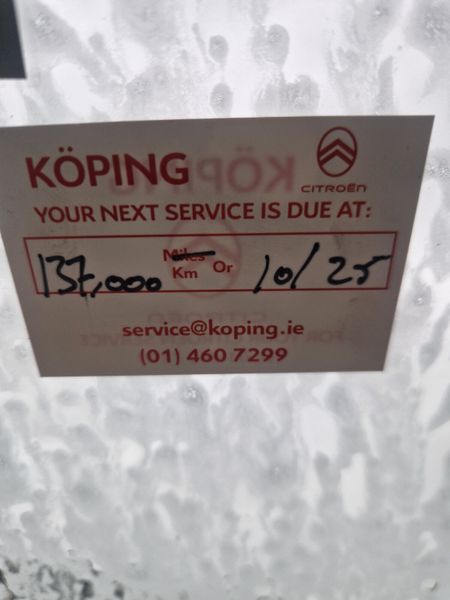 KÖPING
CITROËN
YOUR NEXT SERVICE IS DUE AT:
137,000 Miles Km Or 10/25
service@koping.ie
(01) 460 7299